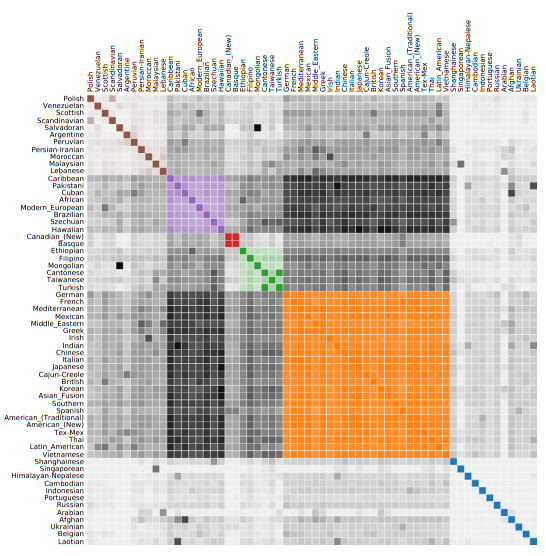 Polish
Venezuelan
Scottish
Scandinavian
Salvadoran
Argentine
Peruvian
Persian-Iranian
Moroccan
Malaysian
Lebanese
Caribbean
Pakistani
Cuban
African
Modern_European
Brazilian
Szechuan
Hawaiian
Canadian_(New)
Basque
Ethiopian
Filipino
Mongolian
Cantonese
Taiwanese
Turkish
German
French
Mediterranean
Mexican
Middle_Eastern
Greek
Irish
Indian
Chinese
Italian
Japanese
Cajun-Creole
British
Korean
Asian_Fusion
Southern
Spanish
American_(Traditional)
American_(New)
Tex-Mex
Thai
Latin_American
Vietnamese
Shanghainese
Singaporean
Himalayan-Nepalese
Cambodian
Indonesian
Portuguese
Russian
Arabian
Afghan
Ukrainian
Belgian
Laotian
Polish
Venezuelan
Scottish
Scandinavian
Salvadoran
Argentine
Peruvian
Persian-Iranian
Moroccan
Malaysian
Lebanese
Caribbean
Pakistani
Cuban
African
Modern_European
Brazilian
Szechuan
Hawaiian
Canadian_(New)
Basque
Ethiopian
Filipino
Mongolian
Cantonese
Taiwanese
Turkish
German
French
Mediterranean
Mexican
Middle_Eastern
Greek
Irish
Indian
Chinese
Italian
Japanese
Cajun-Creole
British
Korean
Asian_Fusion
Southern
Spanish
American_(Traditional)
American_(New)
Tex-Mex
Thai
Latin_American
Vietnamese
Shanghainese
Singaporean
Himalayan-Nepalese
Cambodian
Indonesian
Portuguese
Russian
Arabian
Afghan
Ukrainian
Belgian
Laotian